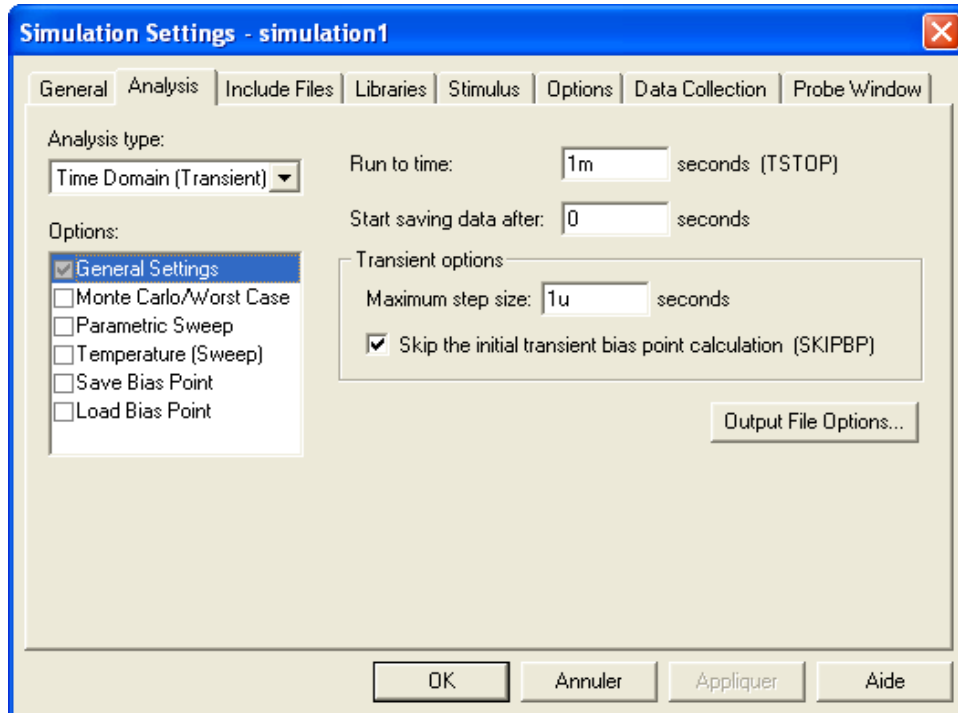 Simulation Settings - simulation1
General Analysis Include Files Libraries Stimulus Options Data Collection Probe Window
Analysis type:
Time Domain (Transient)
Run to time: 1m seconds (TSTOP)
Start saving data after: 0 seconds
Options:
General Settings
Monte Carlo/Worst Case
Parametric Sweep
Temperature (Sweep)
Save Bias Point
Load Bias Point
Transient options
Maximum step size: 1u seconds
Skip the initial transient bias point calculation (SKIPBP)
Output File Options...
OK Annuler Appliquer Aide